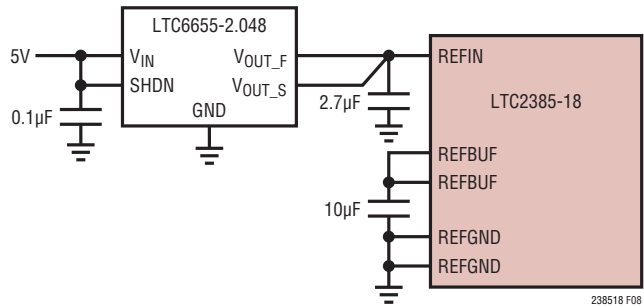 LTC6655-2.048
5V
VIN
VOUT_F
REFIN
SHDN
VOUT_S
LTC2385-18
0.1µF
GND
2.7µF
REFBUF
REFBUF
10µF
REFGND
REFGND
238518 F08